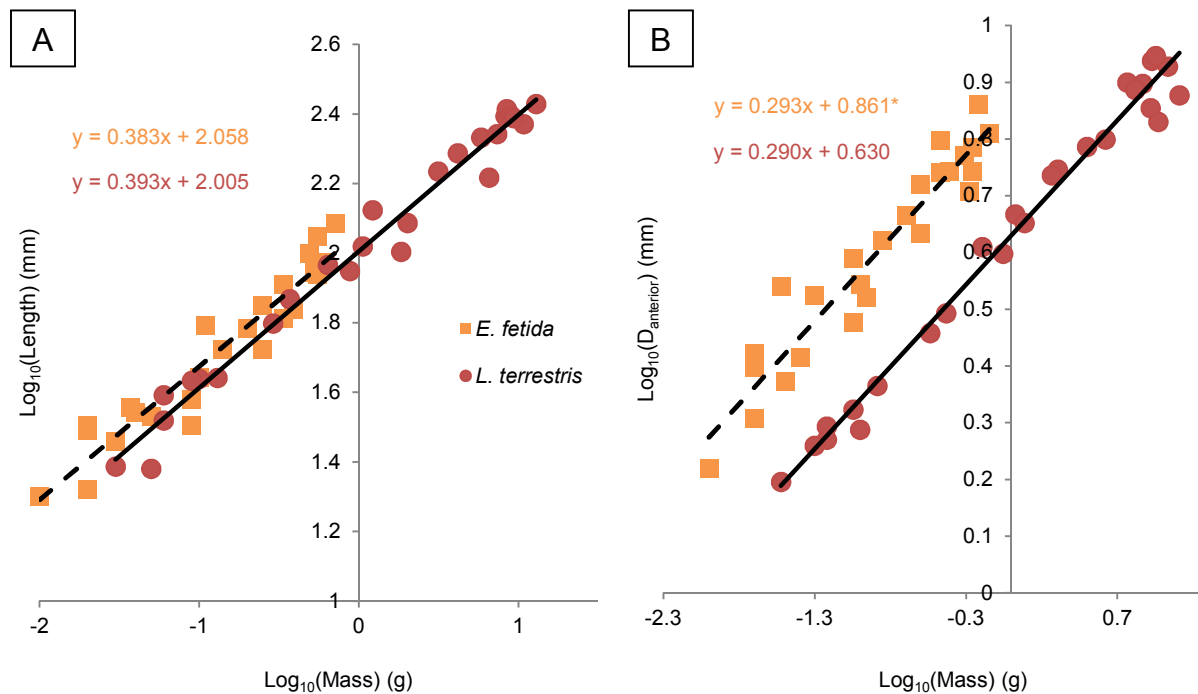 A
2.6
2.4
2.2
2
1.8
1.6
1.4
1.2
1
y = 0.383x + 2.058
y = 0.393x + 2.005
E. fetida
L. terrestris
Log10(Length) (mm)
-2
-1
0
1
Log10(Mass) (g)
B
1
0.9
0.8
0.7
0.6
0.5
0.4
0.3
0.2
0.1
0
y = 0.293x + 0.861*
y = 0.290x + 0.630
Log10(Danterior) (mm)
-2.3
-1.3
-0.3
0.7
Log10(Mass) (g)